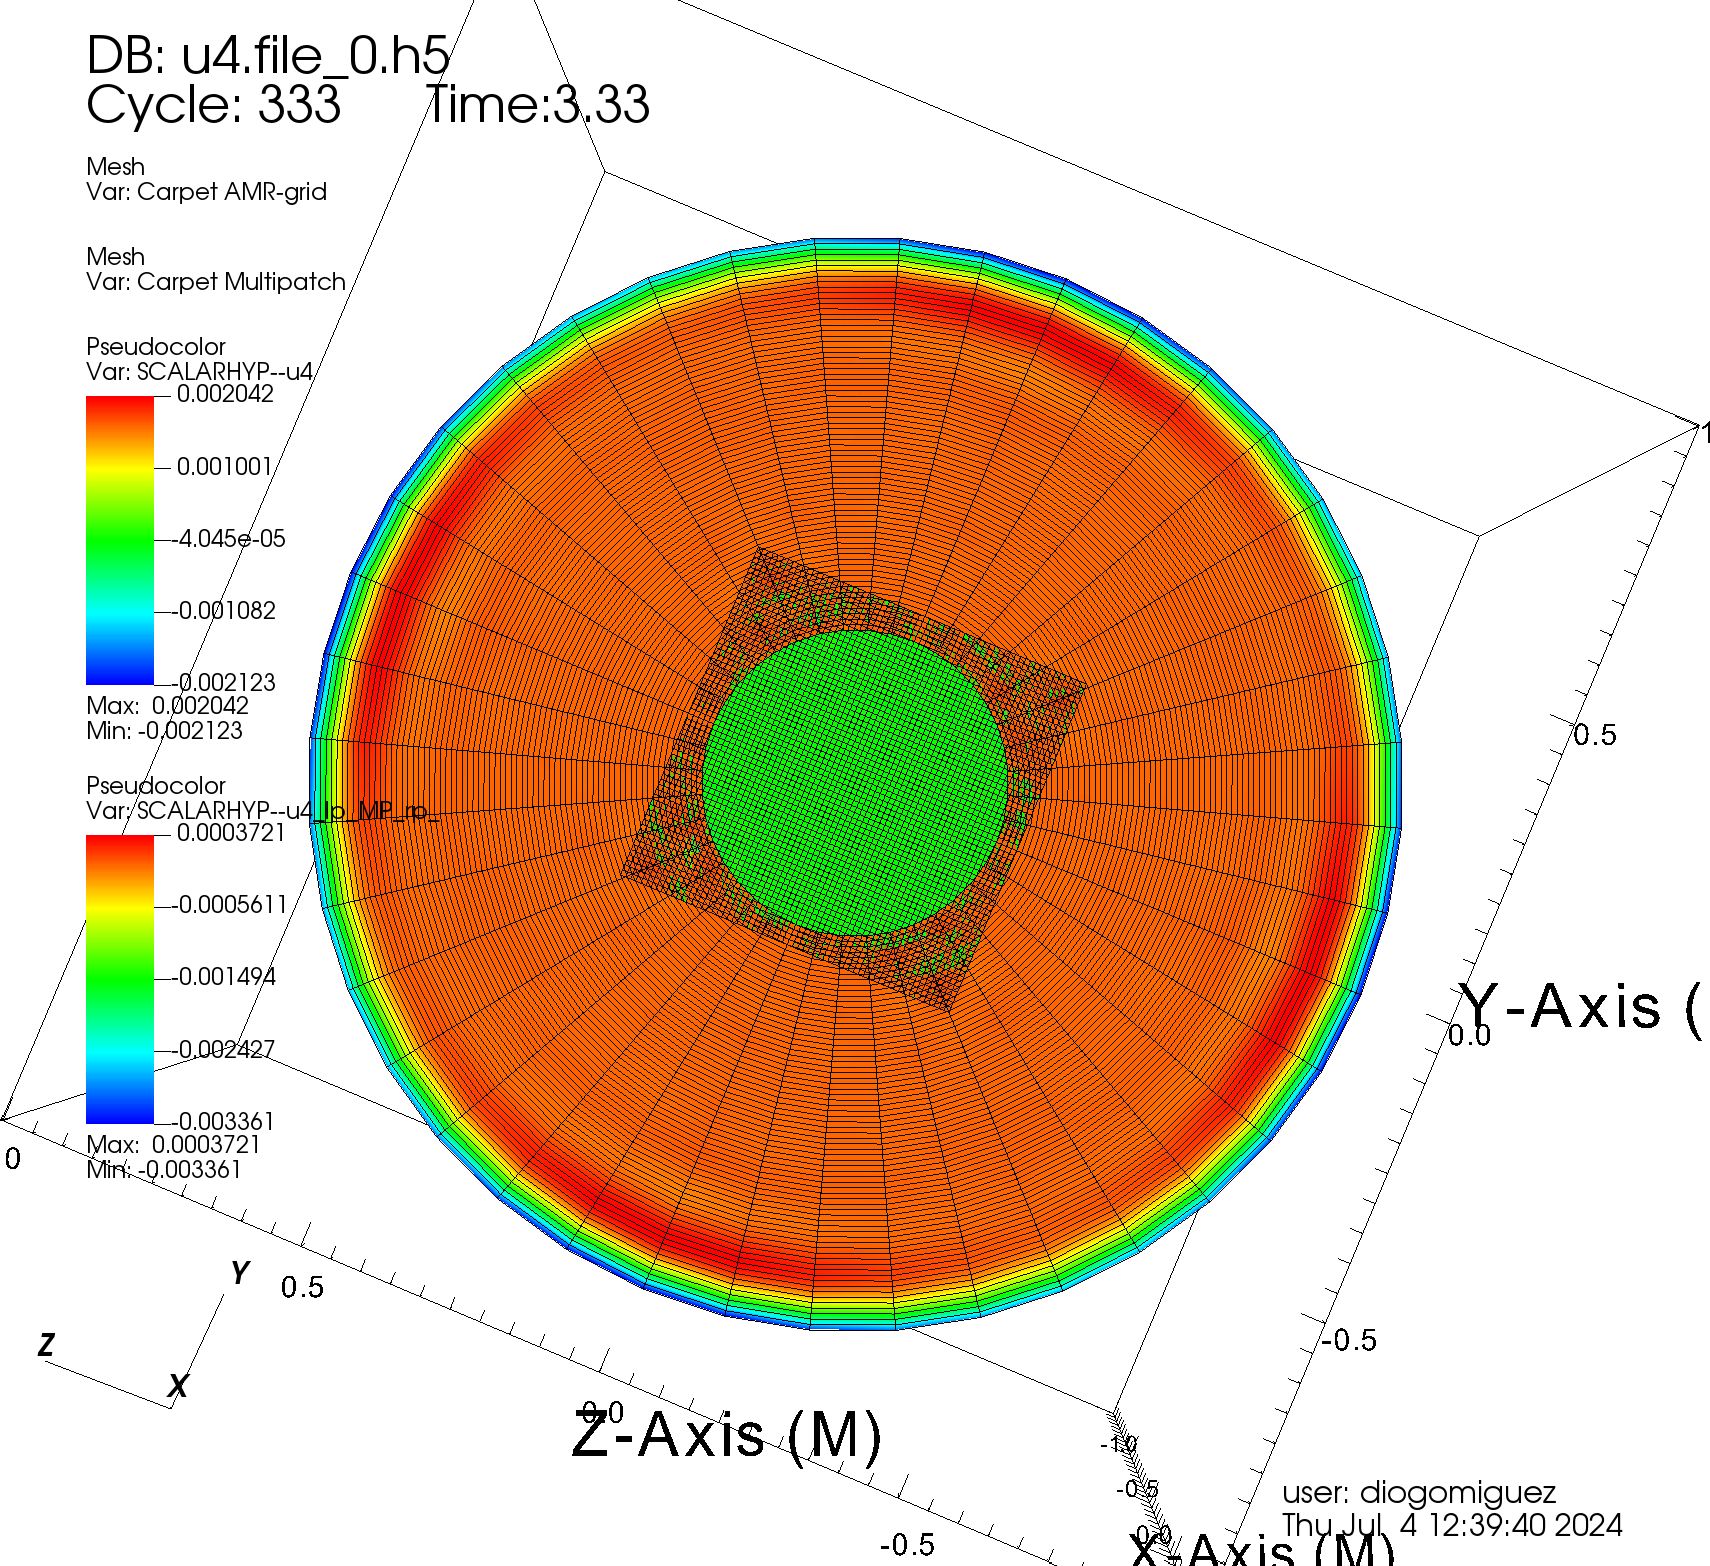 DB: u4.file_0.h5
Cycle: 333 Time:3.33
Mesh
Var: Carpet AMR-grid
Mesh
Var: Carpet Multipatch
Pseudocolor
Var: SCALARHYP--u4
0.002042
0.001001
-4.045e-05
-0.001082
-0.002123
Max: 0.002042
Min: -0.002123
Pseudocolor
Var: SCALARHYP--u4_lp_MP_rp_
0.0003721
-0.0005611
-0.001494
-0.002427
-0.003361
Max: 0.0003721
Min: -0.003361
1
0.5
Y-Axis (
0.0
-0.5
0
0.5
0.0
Z-Axis (M)
-0.5
Y
Z
X
-1.0
-0.5
0.0
X-Axis (M)
user: diogomiguez
Thu Jul 4 12:39:40 2024